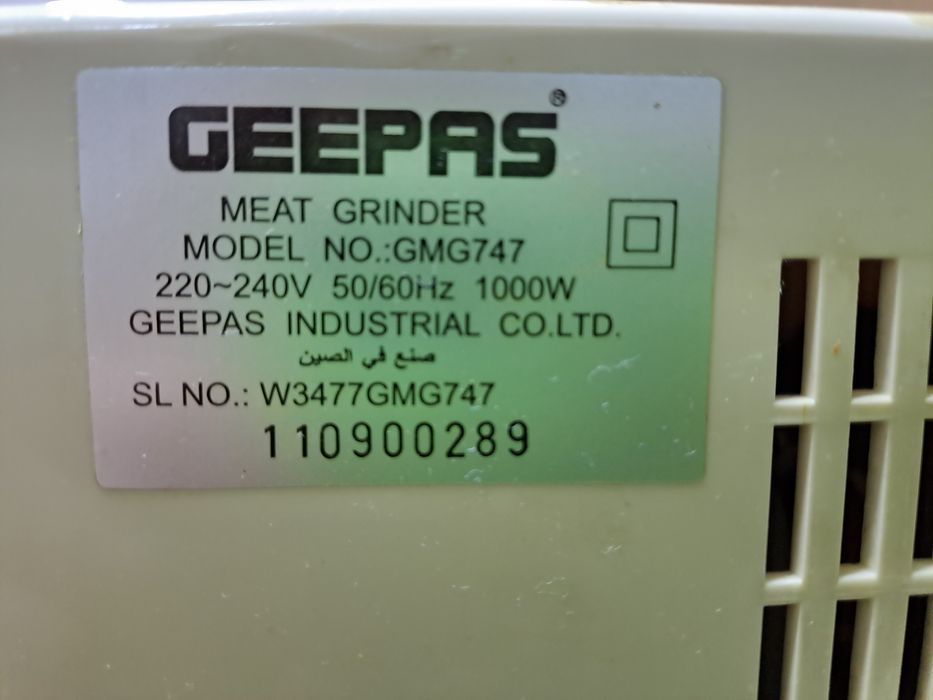 GEEPAS®
MEAT GRINDER
MODEL NO.:GMG747
220~240V 50/60Hz 1000W
GEEPAS INDUSTRIAL CO.LTD.
صنع في الصين
SL NO.: W3477GMG747
110900289